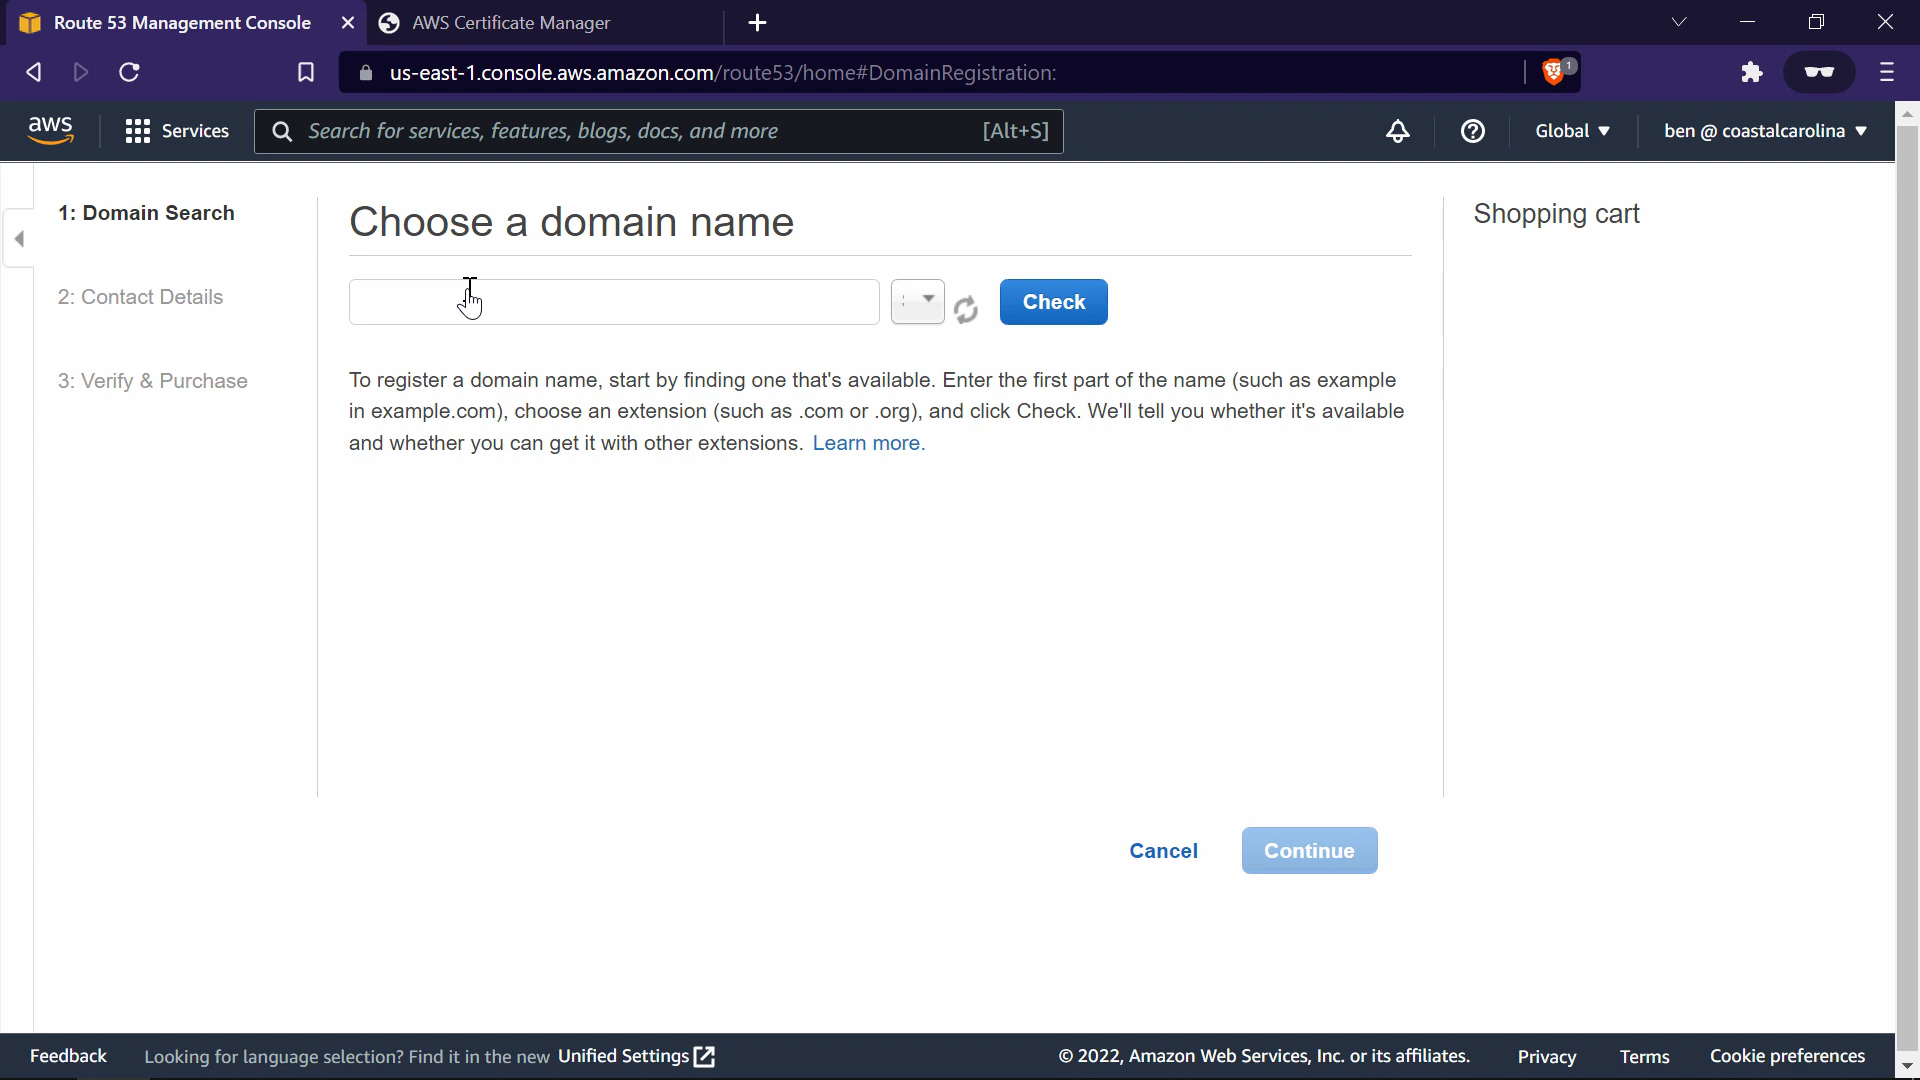 Route 53 Management Console
AWS Certificate Manager
us-east-1.console.aws.amazon.com/route53/home#DomainRegistration:
1
aws
Services
Search for services, features, blogs, docs, and more
[Alt+S]
Global
ben @ coastalcarolina
1: Domain Search
2: Contact Details
3: Verify & Purchase
Choose a domain name
Check
To register a domain name, start by finding one that's available. Enter the first part of the name (such as example
in example.com), choose an extension (such as .com or .org), and click Check. We'll tell you whether it's available
and whether you can get it with other extensions. Learn more.
Shopping cart
Cancel
Continue
Feedback
Looking for language selection? Find it in the new Unified Settings
© 2022, Amazon Web Services, Inc. or its affiliates.
Privacy
Terms
Cookie preferences